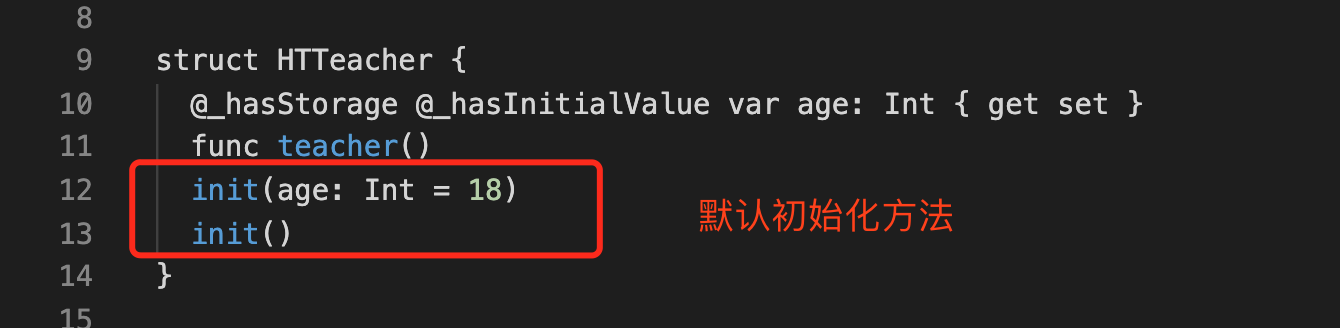 8
9 struct HTTeacher {
10 @_hasStorage @_hasInitialValue var age: Int { get set }
11 func teacher()
12 init(age: Int = 18)
默认初始化方法
13 init()
14 }
15